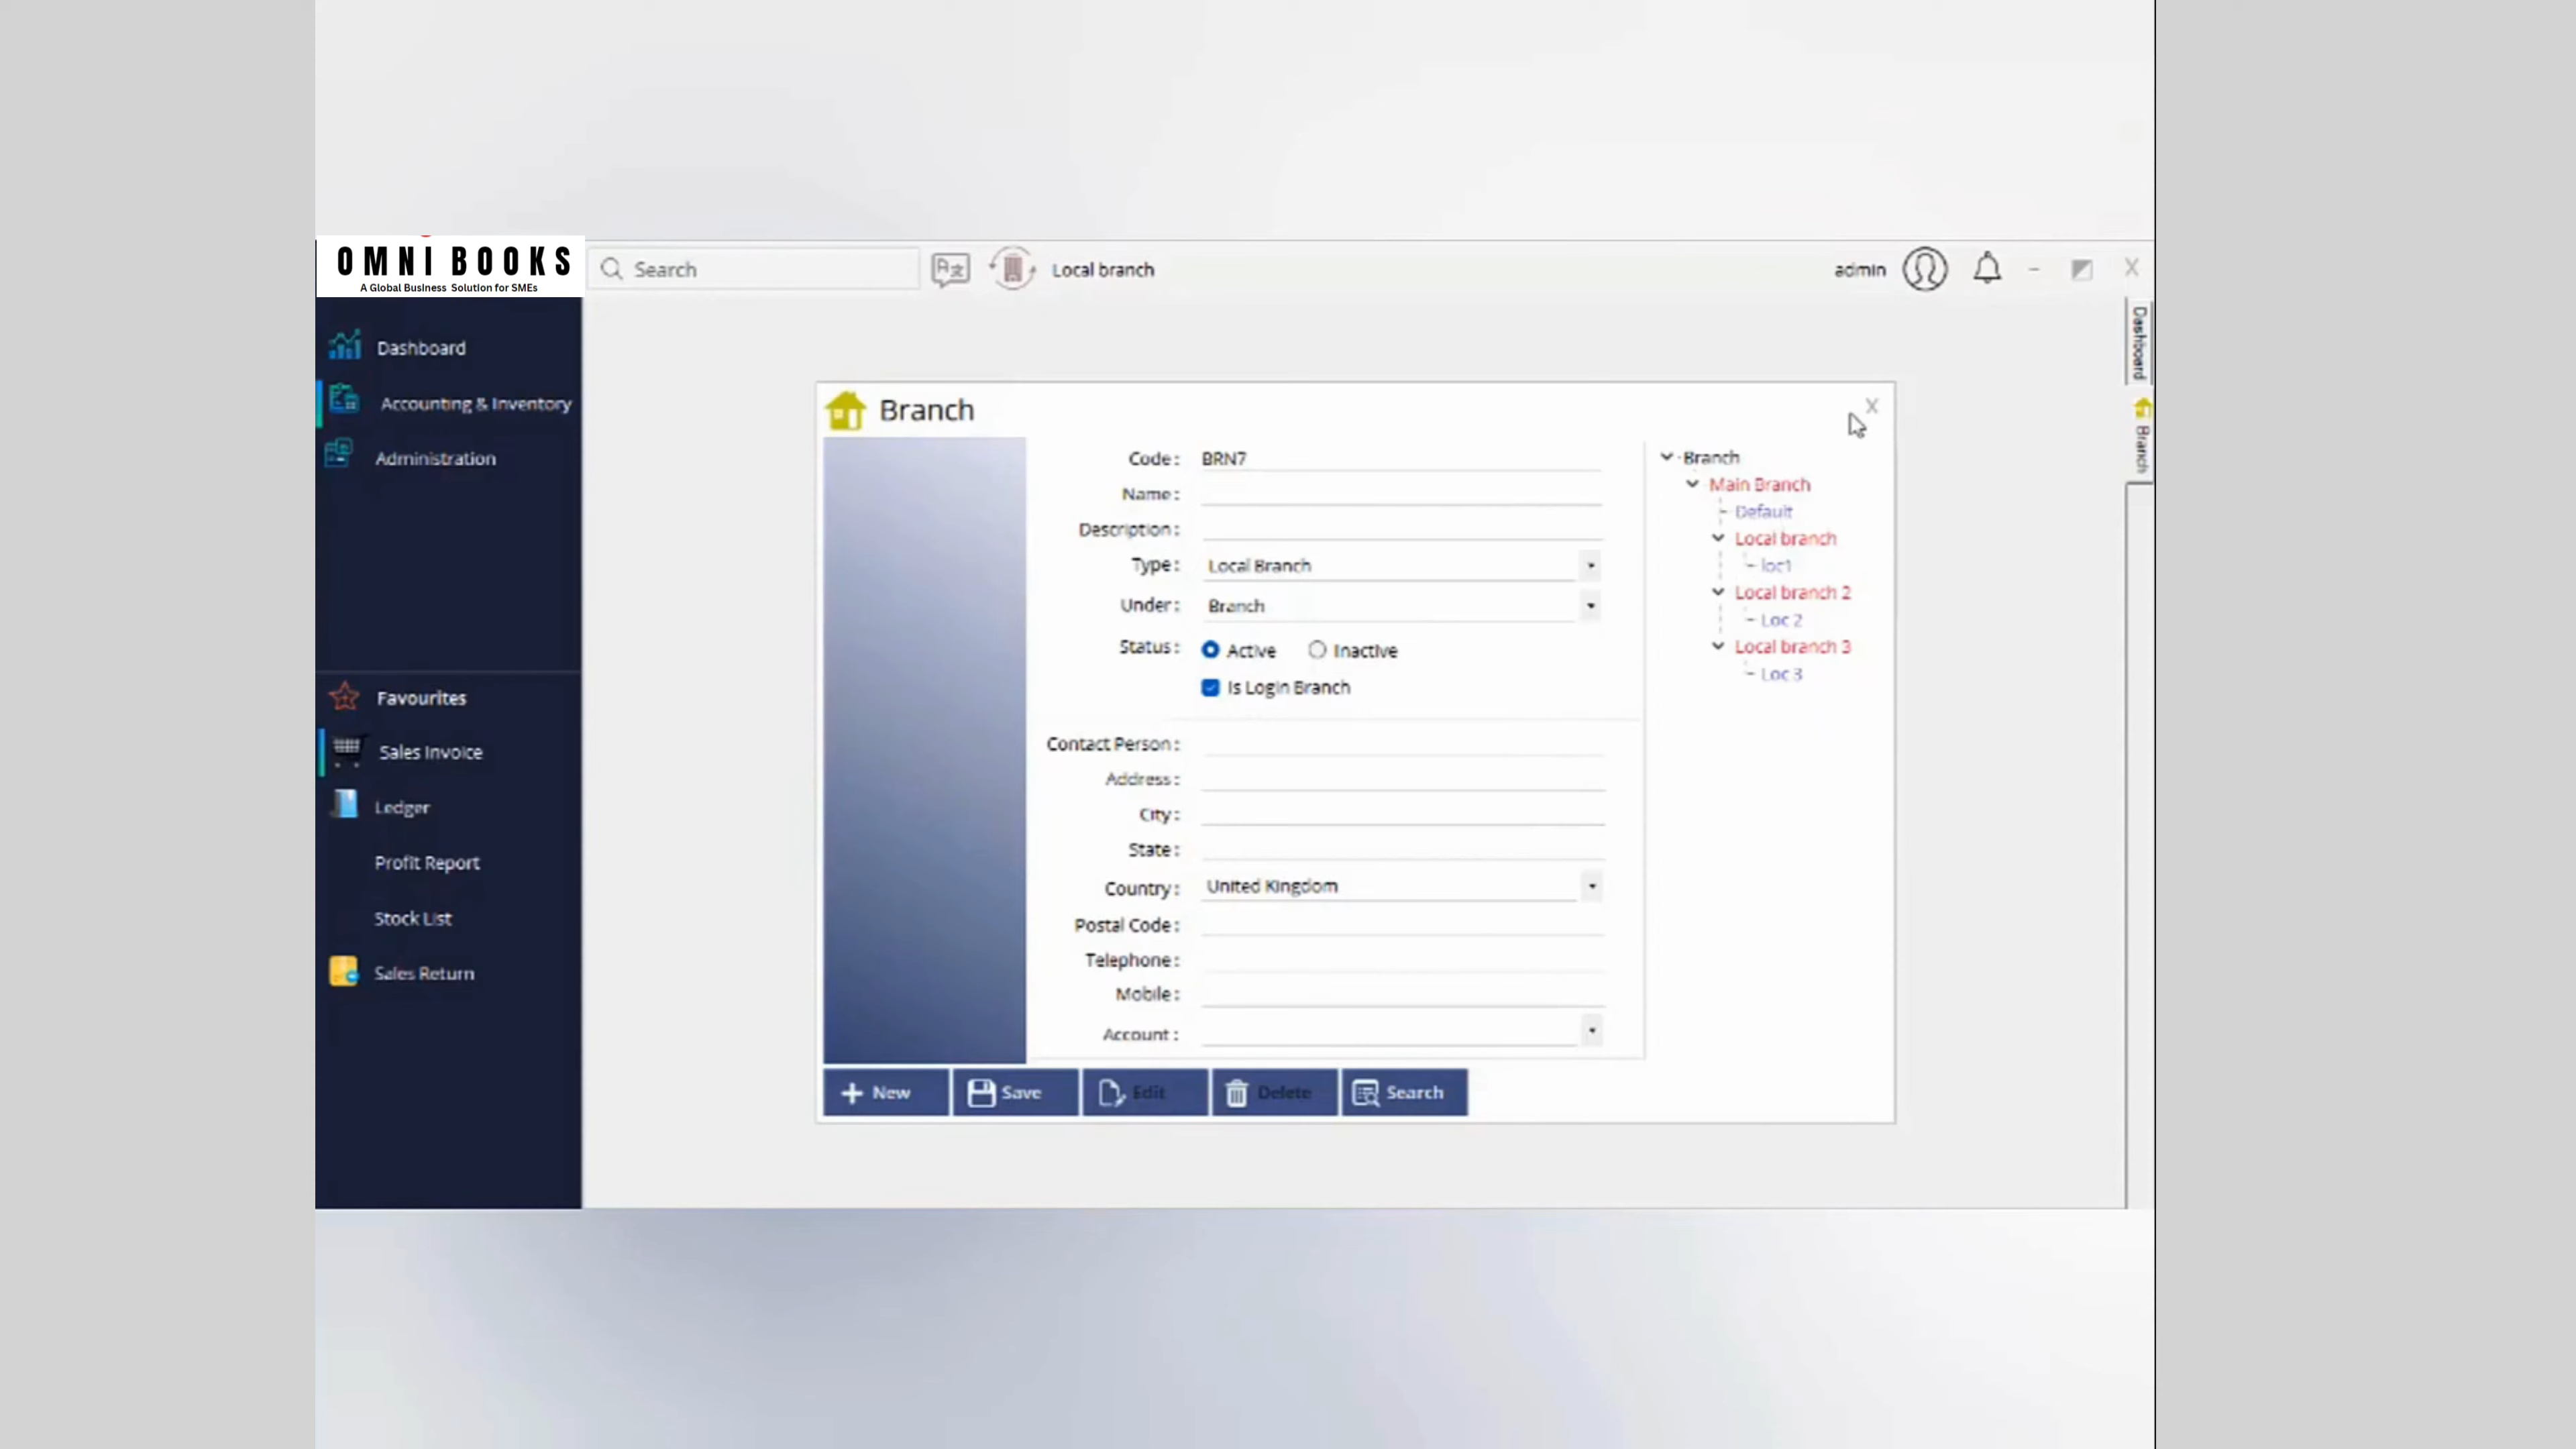 OMNI BOOKS
A Global Business Solution for SMEs
Search
Local branch
admin
X
Dashboard
Accounting & Inventory
Administration
Favourites
Sales Invoice
Ledger
Profit Report
Stock List
Sales Return
Branch
X
Code: BRN7
Name:
Description:
Type: Local Branch
Under: Branch
Status: Active Inactive
Is Login Branch
Contact Person:
Address:
City:
State:
Country: United Kingdom
Postal Code:
Telephone:
Mobile:
Account:
New Save Edit Delete Search
Branch
Main Branch
Default
Local branch
loc1
Local branch 2
Loc 2
Local branch 3
Loc 3
Dashboard
Branch